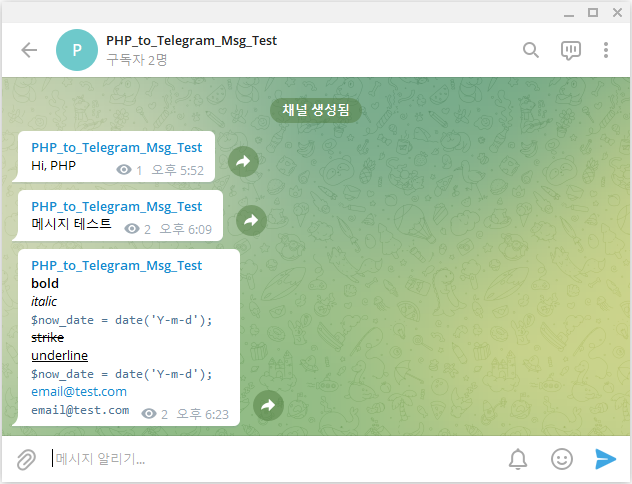 P
PHP_to_Telegram_Msg_Test
구독자 2명
채널 생성됨
PHP_to_Telegram_Msg_Test
Hi, PHP
1 오후 5:52
PHP_to_Telegram_Msg_Test
메시지 테스트
2 오후 6:09
PHP_to_Telegram_Msg_Test
bold
italic
$now_date = date('Y-m-d');
strike
underline
$now_date = date('Y-m-d');
email@test.com
email@test.com
2 오후 6:23
메시지 알리기...